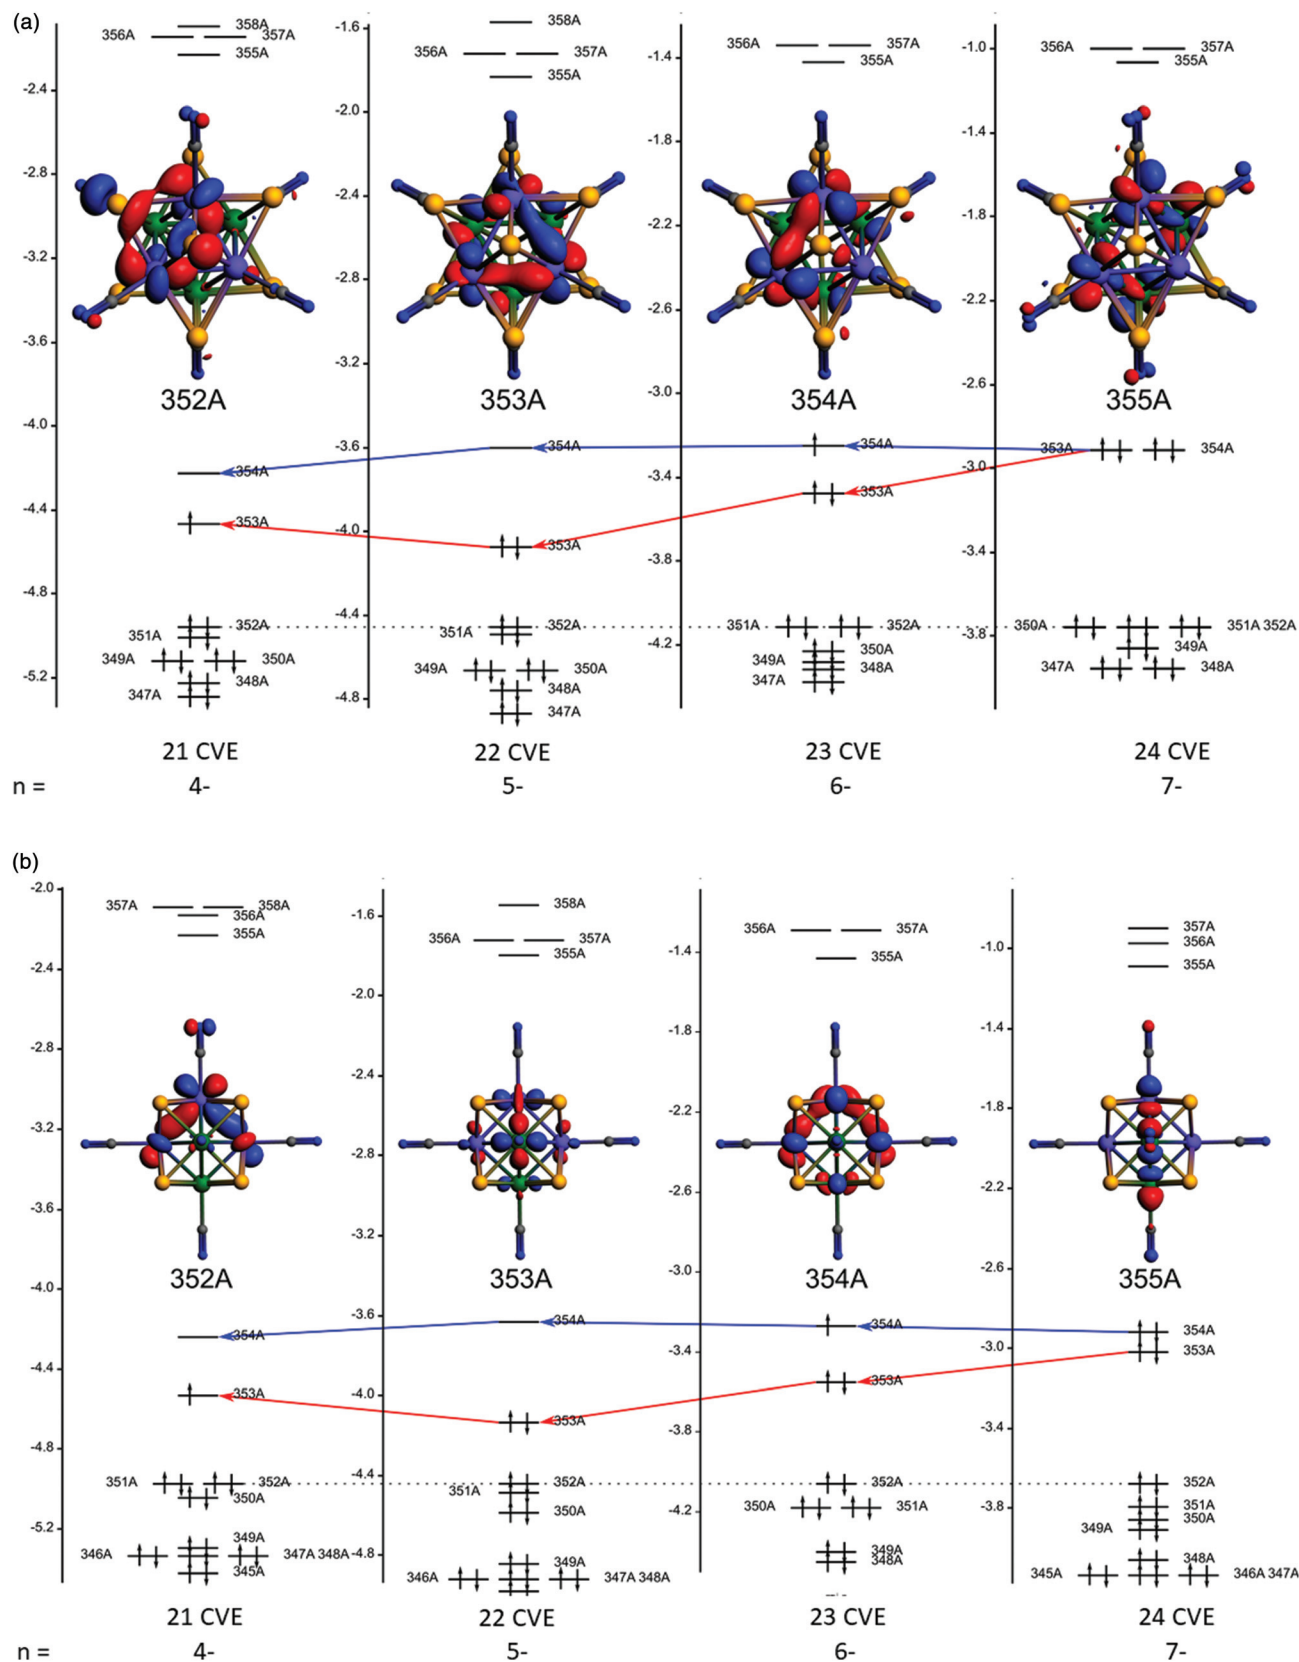 (a)
358A
356A 357A
355A
-2.4
-2.8
-3.2
-3.6
-4.0
-4.4
-4.8
-5.2
352A
354A
353A
352A
351A
349A 350A
348A
347A
21 CVE
-1.6
-2.0
-2.4
-2.8
-3.2
-3.6
-4.0
-4.4
-4.8
358A
356A 357A
355A
353A
354A
353A
352A
351A
349A 350A
348A
347A
22 CVE
-1.4
-1.8
-2.2
-2.6
-3.0
-3.4
-3.8
-4.2
356A 357A
355A
354A
354A
353A
351A 352A
350A
349A
348A
347A
23 CVE
-1.0
-1.4
-1.8
-2.2
-2.6
-3.0
-3.4
-3.8
356A 357A
355A
355A
353A 354A
350A 351A 352A
349A
347A 348A
24 CVE
n = 4- 5- 6- 7-
(b)
-2.0
-2.4
-2.8
-3.2
-3.6
-4.0
-4.4
-4.8
-5.2
357A 358A
356A
355A
352A
354A
353A
351A 352A
350A
349A
346A 347A 348A
345A
21 CVE
-1.6
-2.0
-2.4
-2.8
-3.2
-3.6
-4.0
-4.4
-4.8
358A
356A 357A
355A
353A
354A
353A
352A
351A
350A
349A
346A 347A 348A
22 CVE
-1.4
-1.8
-2.2
-2.6
-3.0
-3.4
-3.8
-4.2
356A 357A
355A
354A
354A
353A
352A
350A 351A
349A
348A
23 CVE
-1.0
-1.4
-1.8
-2.2
-2.6
-3.0
-3.4
-3.8
357A
356A
355A
355A
354A
353A
352A
351A
350A
349A
348A
345A 346A 347A
24 CVE
n = 4- 5- 6- 7-